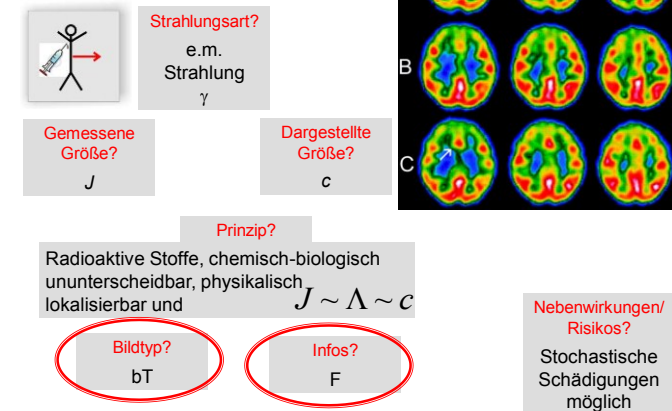 Strahlungsart?
e.m.
Strahlung
γ
B
Gemessene
Größe?
J
Dargestellte
Größe?
c
C
Prinzip?
Radioaktive Stoffe, chemisch-biologisch
ununterscheidbar, physikalisch
lokalisierbar und J ~ Λ ~ c
Bildtyp?
bT
Infos?
F
Nebenwirkungen/
Risikos?
Stochastische
Schädigungen
möglich